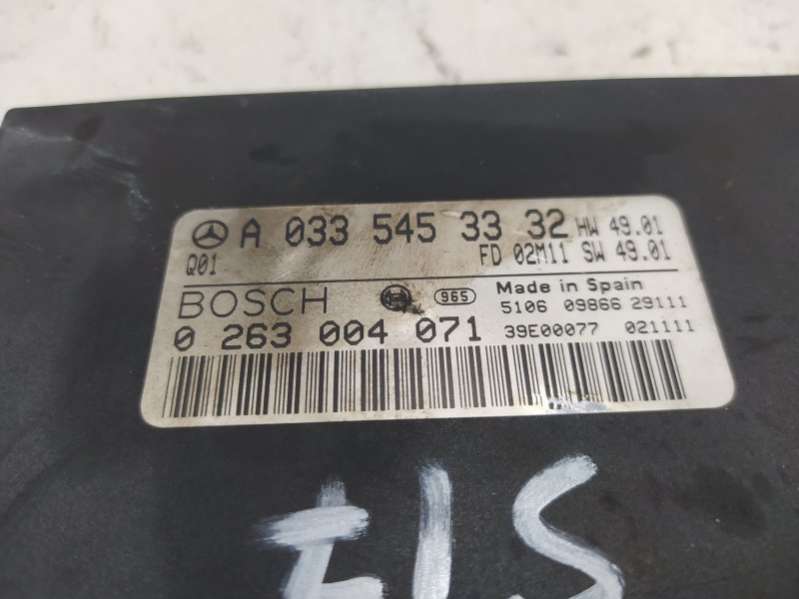 A 033 545 33 32 HW 49.01
Q01 FD 02M11 SW 49.01
BOSCH 965 Made in Spain
5106 09866 29111
0 263 004 071 39E00077 021111